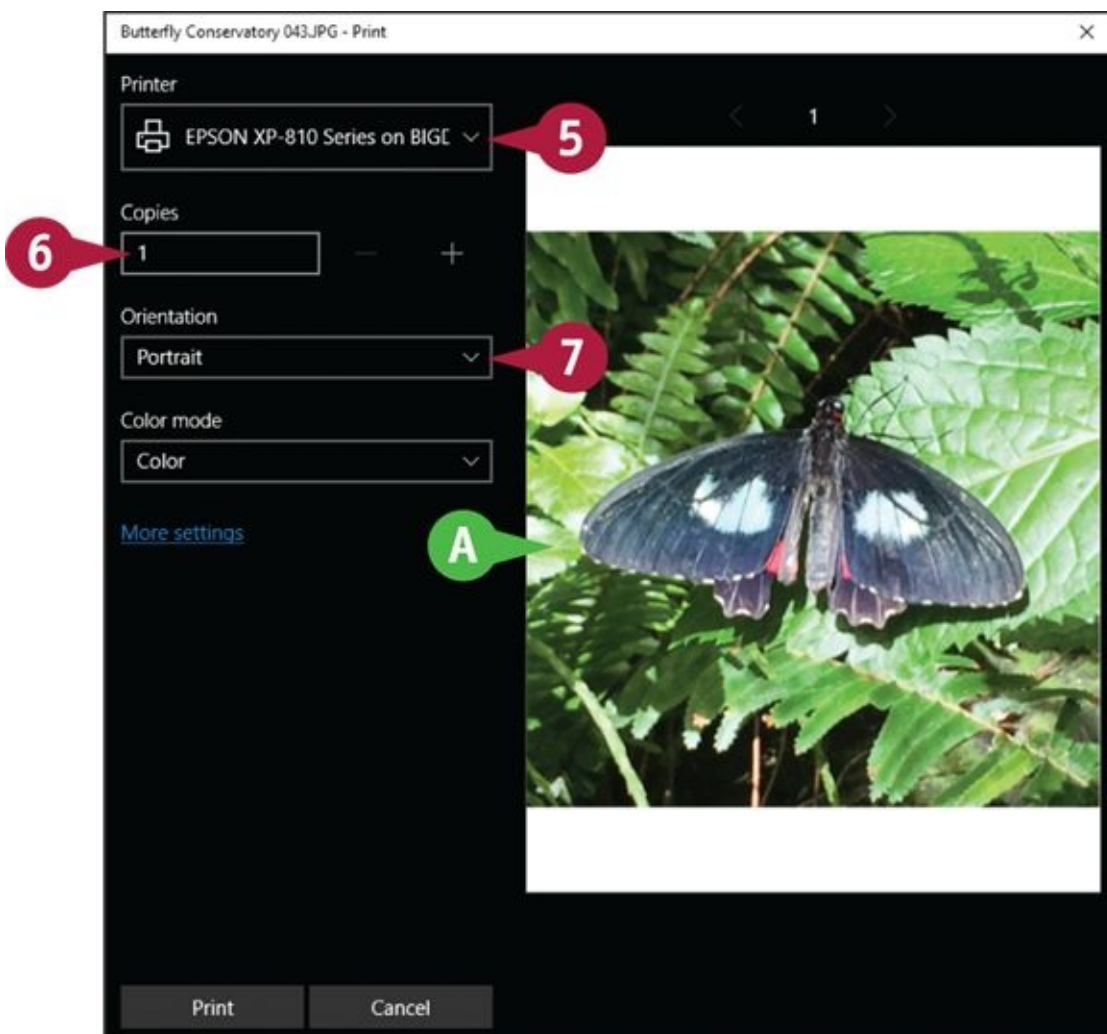 Butterfly Conservatory 043.JPG - Print
Printer
EPSON XP-810 Series on BIGE
5
1
Copies
6
1
Orientation
Portrait
7
Color mode
Color
More settings
A
Print
Cancel